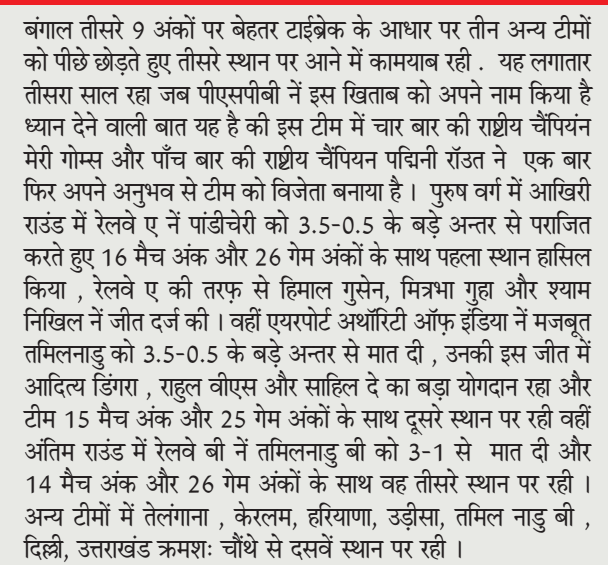 बंगाल तीसरे 9 अंकों पर बेहतर टाईब्रेक के आधार पर तीन अन्य टीमों
को पीछे छोड़ते हुए तीसरे स्थान पर आने में कामयाब रही . यह लगातार
तीसरा साल रहा जब पीएसपीबी नें इस खिताब को अपने नाम किया है
ध्यान देने वाली बात यह है की इस टीम में चार बार की राष्ट्रीय चैंपियंन
मेरी गोम्स और पाँच बार की राष्ट्रीय चैंपियन पद्मिनी रॉउत ने एक बार
फिर अपने अनुभव से टीम को विजेता बनाया है । पुरुष वर्ग में आखिरी
राउंड में रेलवे ए नें पांडीचेरी को 3.5-0.5 के बड़े अन्तर से पराजित
करते हुए 16 मैच अंक और 26 गेम अंकों के साथ पहला स्थान हासिल
किया , रेलवे ए की तरफ़ से हिमाल गुसेन, मित्रभा गुहा और श्याम
निखिल नें जीत दर्ज की । वहीं एयरपोर्ट अथॉरिटी ऑफ़ इंडिया नें मजबूत
तमिलनाडु को 3.5-0.5 के बड़े अन्तर से मात दी , उनकी इस जीत में
आदित्य डिंगरा , राहुल वीएस और साहिल दे का बड़ा योगदान रहा और
टीम 15 मैच अंक और 25 गेम अंकों के साथ दूसरे स्थान पर रही वहीं
अंतिम राउंड में रेलवे बी नें तमिलनाडु बी को 3-1 से मात दी और
14 मैच अंक और 26 गेम अंकों के साथ वह तीसरे स्थान पर रही ।
अन्य टीमों में तेलंगाना , केरलम, हरियाणा, उड़ीसा, तमिल नाडु बी ,
दिल्ली, उत्तराखंड क्रमशः चौंथे से दसवें स्थान पर रही ।